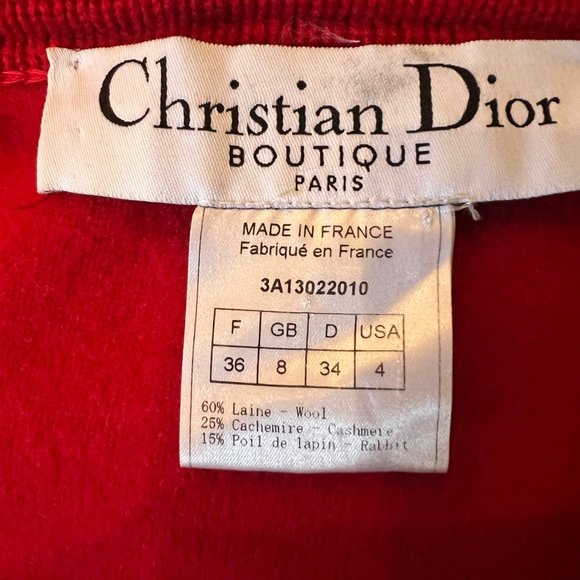 Christian Dior
BOUTIQUE
PARIS
MADE IN FRANCE
Fabriqué en France
3A13022010
F GB D USA
36 8 34 4
60% Laine - Wool
25% Cachemire - Cashmere
15% Poil de lapin - Rabbit